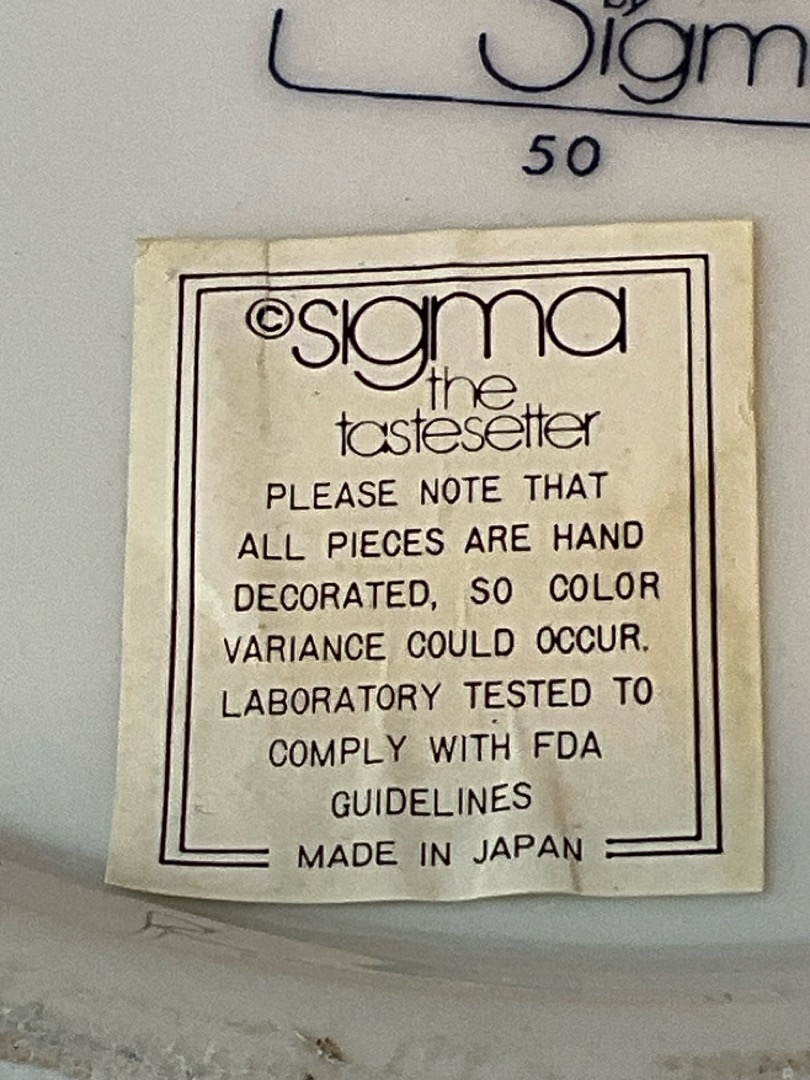 by
Sigm
50
©sigma
the
tastesetter
PLEASE NOTE THAT
ALL PIECES ARE HAND
DECORATED, SO COLOR
VARIANCE COULD OCCUR.
LABORATORY TESTED TO
COMPLY WITH FDA
GUIDELINES
MADE IN JAPAN